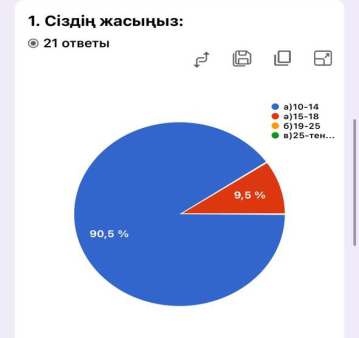 1. Сіздің жасыңыз:
21 ответы
а)10-14
ә)15-18
б)19-25
в)25-тен...
9,5 %
90,5 %